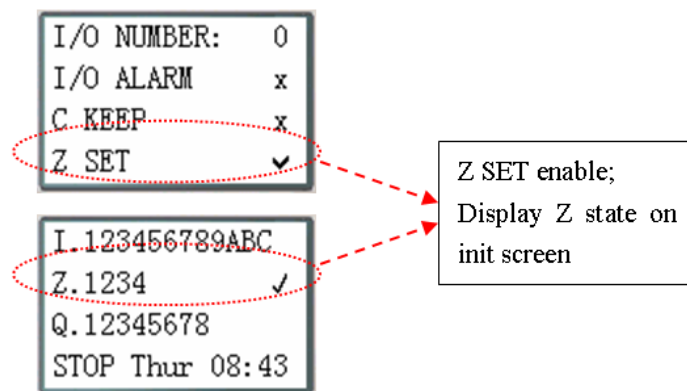 I/O NUMBER: 0
I/O ALARM x
C KEEP x
Z SET ✔
I.123456789ABC
Z.1234 ✓
Q.12345678
STOP Thur 08:43
Z SET enable;
Display Z state on
init screen